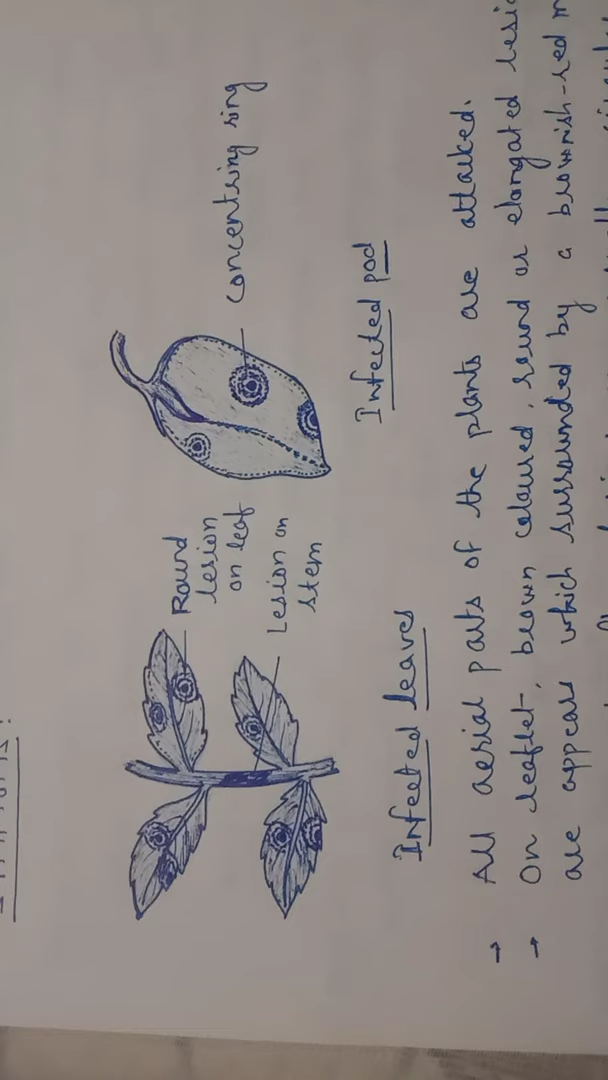 Round
lesion
on leaf
Lesion on
stem
Concentring ring
Infected leaves
Infected pod
→ All aerial parts of the plants are attacked.
→ On leaflet, brown coloured, round or elongated
are appears which surrounded by a brownish-red